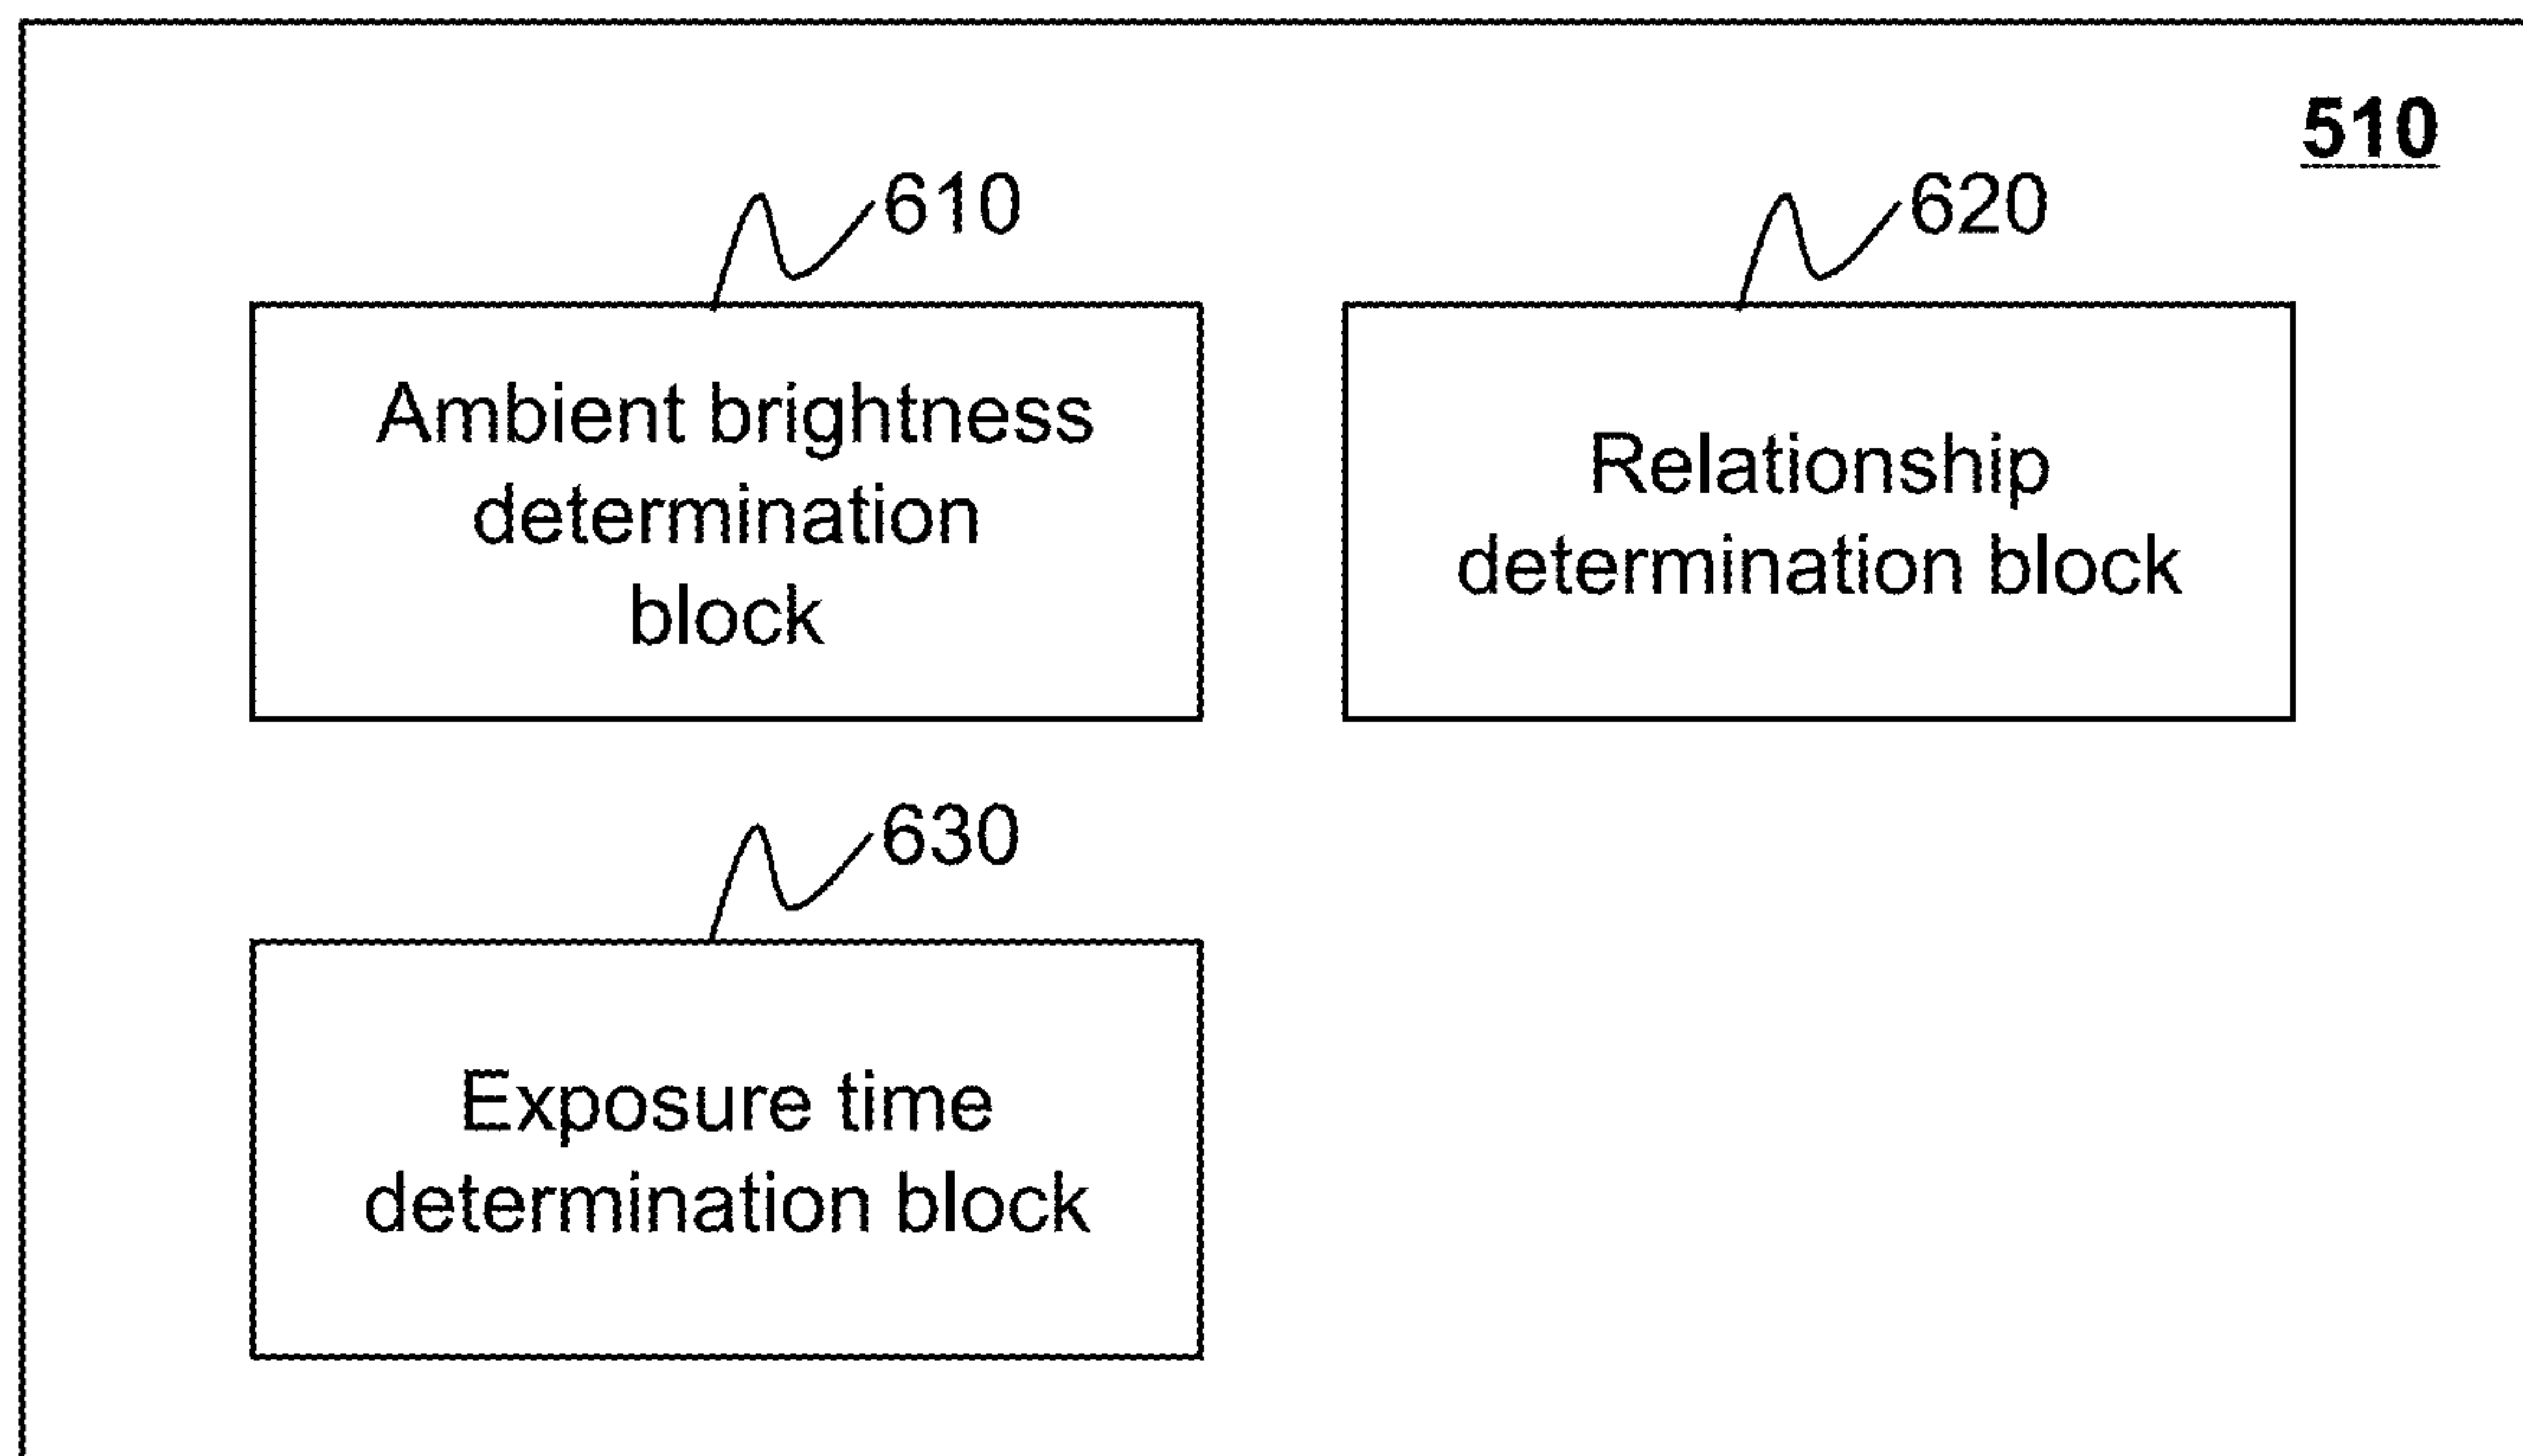 510
610
620
Ambient brightness
determination
block
Relationship
determination block
630
Exposure time
determination block